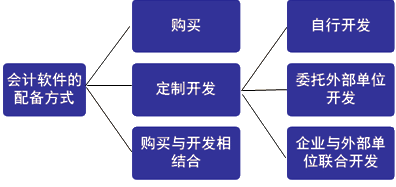 会计软件的
配备方式
购买
定制开发
购买与开发相
结合
自行开发
委托外部单位
开发
企业与外部单
位联合开发